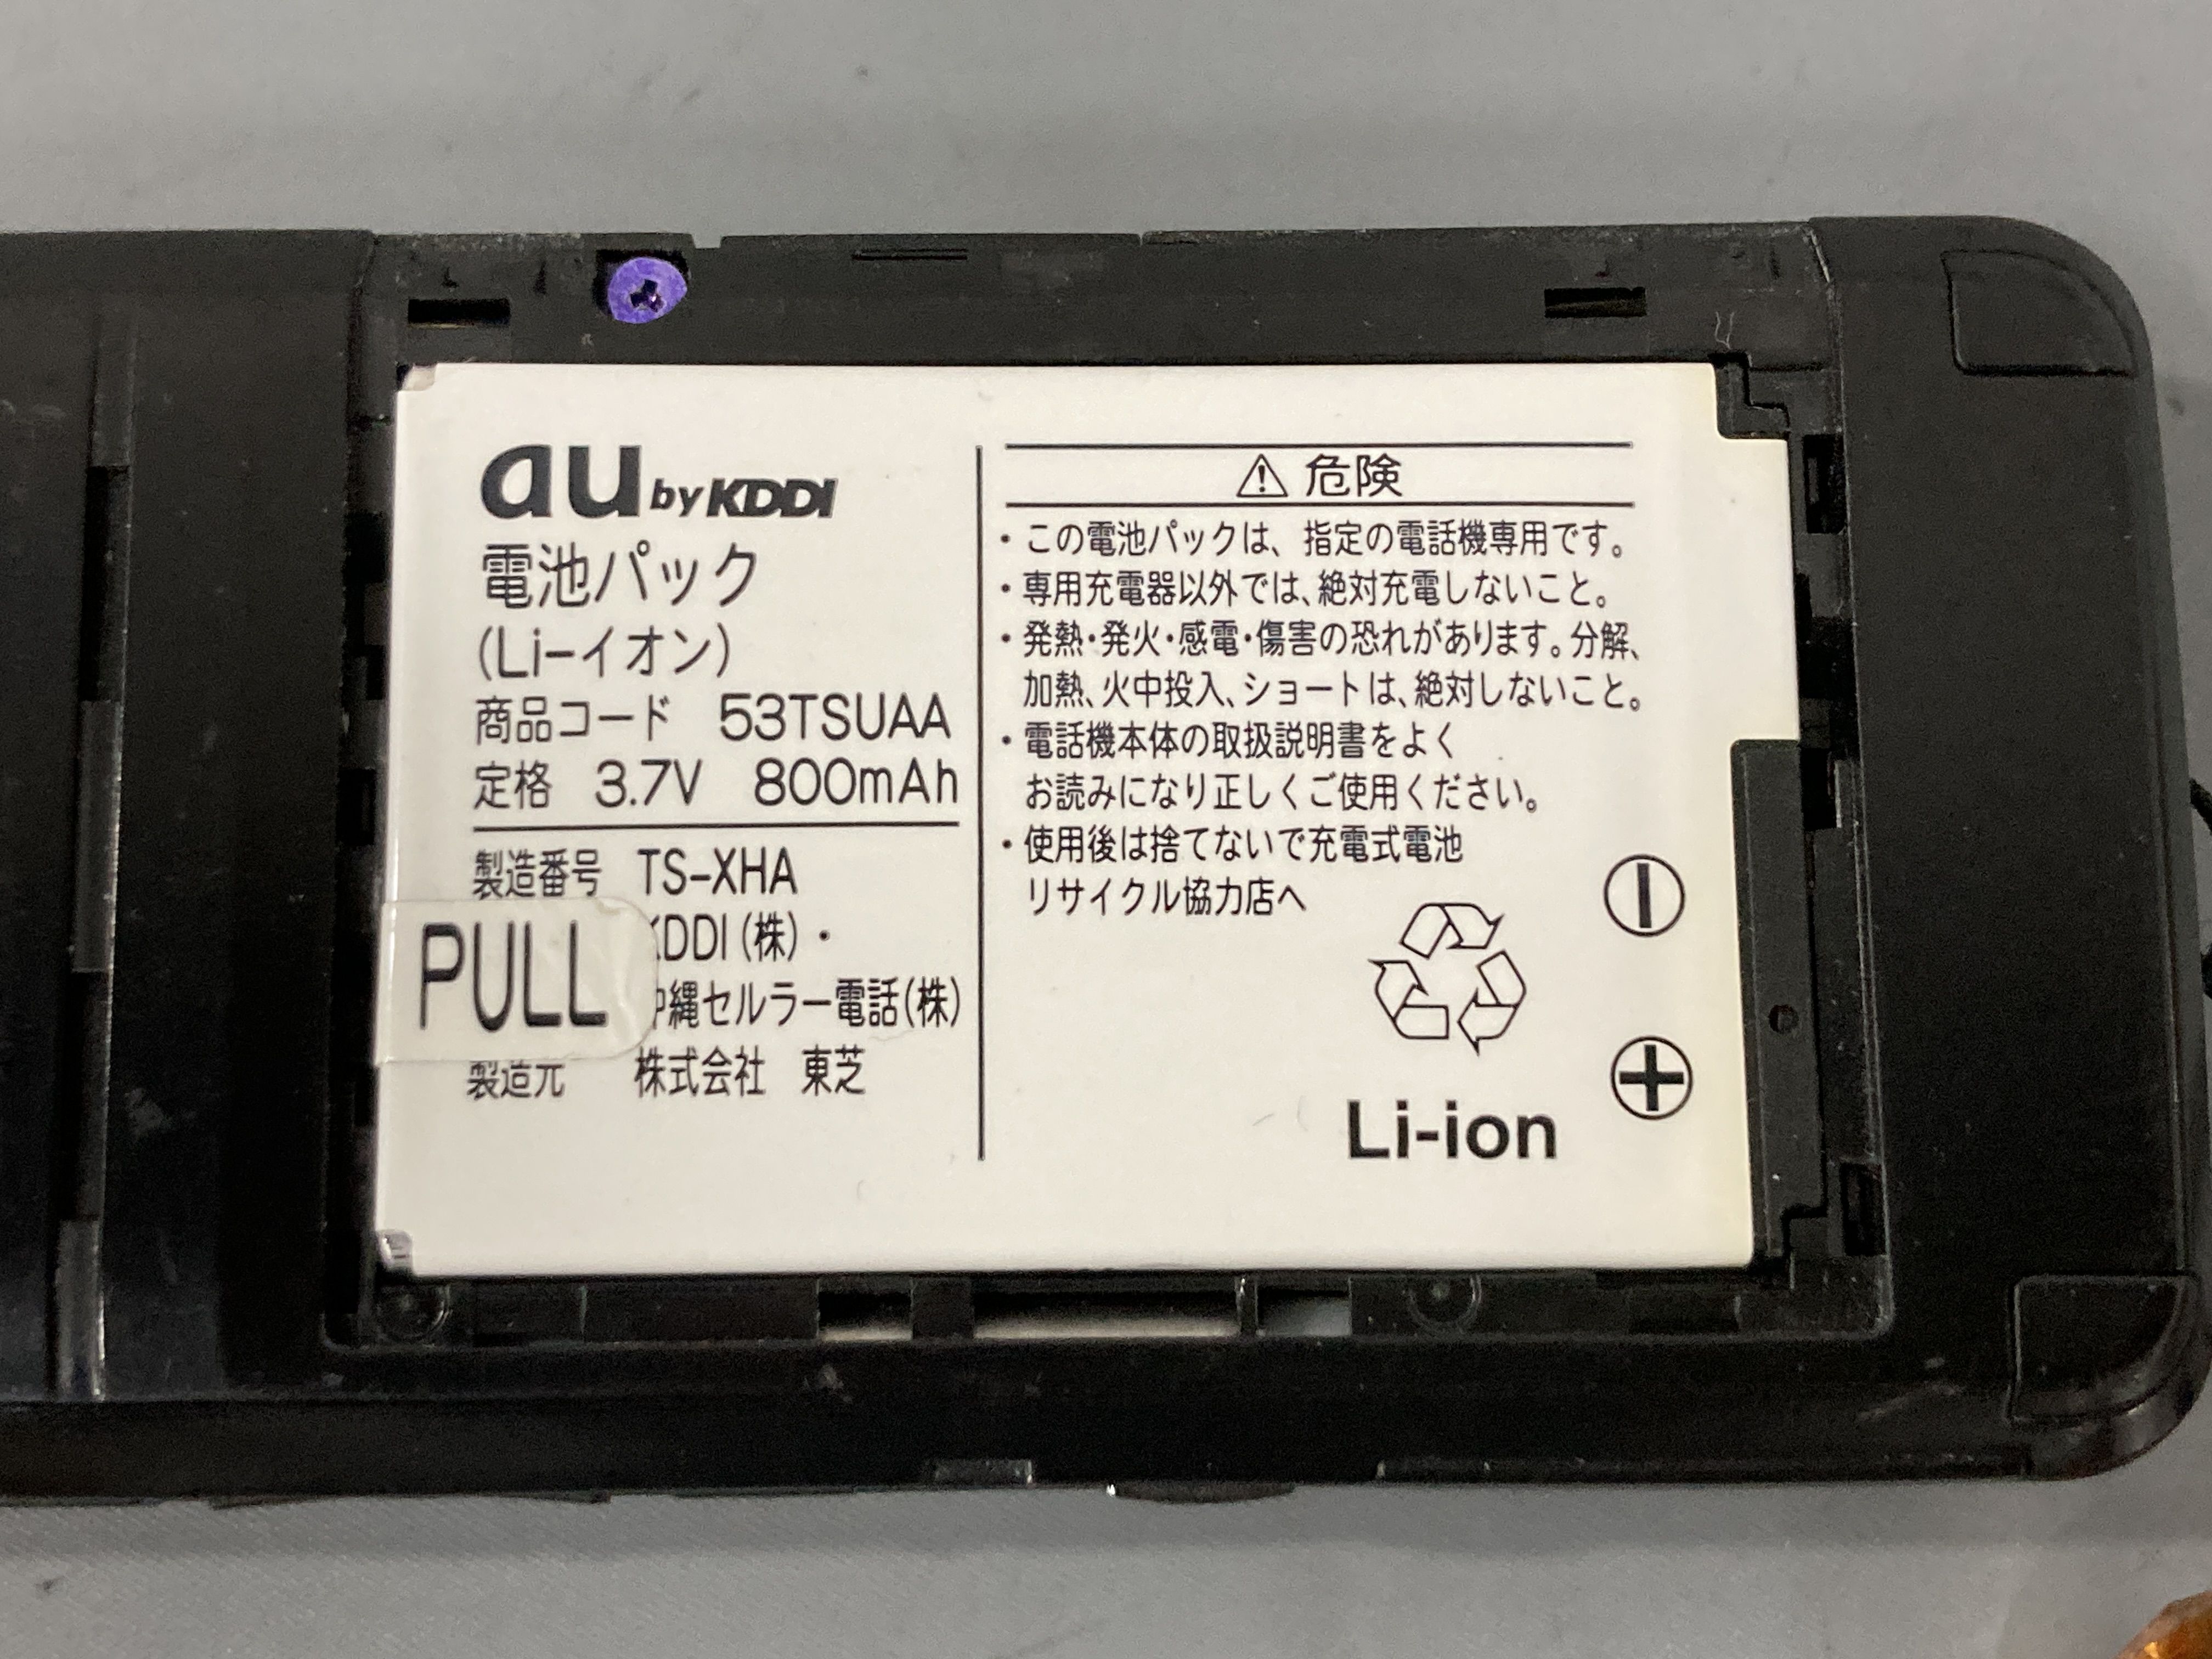 au by KDDI
電池パック
(Li-イオン)
商品コード 53TSUAA
定格 3.7V 800mAh
製造番号 TS-XHA
PULL
KDDI(株)・
沖縄セルラー電話(株)
製造元 株式会社 東芝
⚠ 危険
・この電池パックは、指定の電話機専用です。
・専用充電器以外では、絶対充電しないこと。
・発熱・発火・感電・傷害の恐れがあります。分解、
加熱、火中投入、ショートは、絶対しないこと。
・電話機本体の取扱説明書をよく
お読みになり正しくご使用ください。
・使用後は捨てないで充電式電池
リサイクル協力店へ
Li-ion